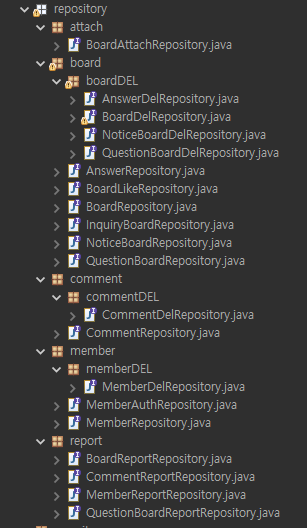 repository
attach
BoardAttachRepository.java
board
boardDEL
AnswerDelRepository.java
BoardDelRepository.java
NoticeBoardDelRepository.java
QuestionBoardDelRepository.java
AnswerRepository.java
BoardLikeRepository.java
BoardRepository.java
InquiryBoardRepository.java
NoticeBoardRepository.java
QuestionBoardRepository.java
comment
commentDEL
CommentDelRepository.java
CommentRepository.java
member
memberDEL
MemberDelRepository.java
MemberAuthRepository.java
MemberRepository.java
report
BoardReportRepository.java
CommentReportRepository.java
MemberReportRepository.java
QuestionBoardReportRepository.java